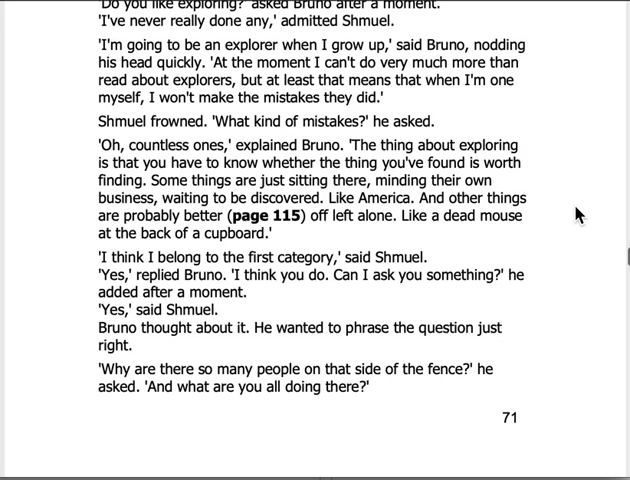 'Do you like exploring?' asked Bruno after a moment.
'I've never really done any,' admitted Shmuel.
'I'm going to be an explorer when I grow up,' said Bruno, nodding
his head quickly. 'At the moment I can't do very much more than
read about explorers, but at least that means that when I'm one
myself, I won't make the mistakes they did.'
Shmuel frowned. 'What kind of mistakes?' he asked.
'Oh, countless ones,' explained Bruno. 'The thing about exploring
is that you have to know whether the thing you've found is worth
finding. Some things are just sitting there, minding their own
business, waiting to be discovered. Like America. And other things
are probably better (page 115) off left alone. Like a dead mouse
at the back of a cupboard.'
'I think I belong to the first category,' said Shmuel.
'Yes,' replied Bruno. 'I think you do. Can I ask you something?' he
added after a moment.
'Yes,' said Shmuel.
Bruno thought about it. He wanted to phrase the question just
right.
'Why are there so many people on that side of the fence?' he
asked. 'And what are you all doing there?'
71